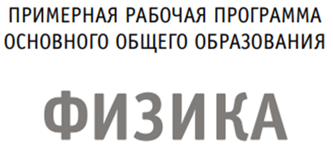 ПРИМЕРНАЯ РАБОЧАЯ ПРОГРАММА
ОСНОВНОГО ОБЩЕГО ОБРАЗОВАНИЯ
ФИЗИКА